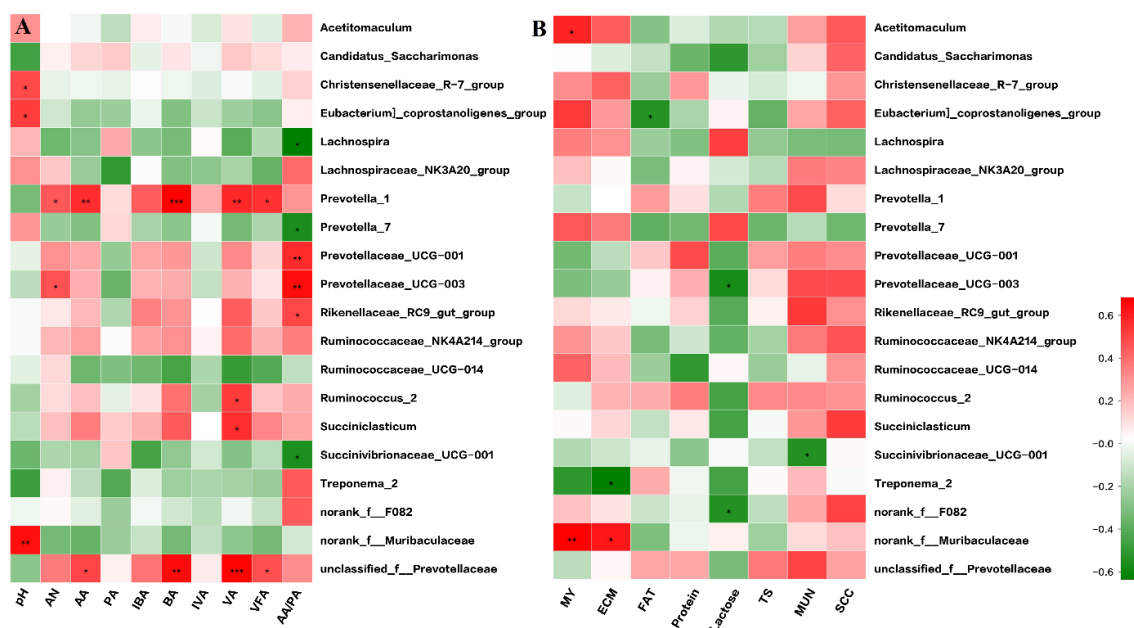 A
B
Acetitomaculum
Candidatus_Saccharimonas
Christensenellaceae_R-7_group
Eubacterium]_coprostanoligenes_group
Lachnospira
Lachnospiraceae_NK3A20_group
Prevotella_1
Prevotella_7
Prevotellaceae_UCG-001
Prevotellaceae_UCG-003
Rikenellaceae_RC9_gut_group
Ruminococcaceae_NK4A214_group
Ruminococcaceae_UCG-014
Ruminococcus_2
Succiniclasticum
Succinivibrionaceae_UCG-001
Treponema_2
norank_f__F082
norank_f__Muribaculaceae
unclassified_f__Prevotellaceae
pH
AN
AA
PA
IBA
BA
IVA
VA
VFA
AA/PA
Acetitomaculum
Candidatus_Saccharimonas
Christensenellaceae_R-7_group
Eubacterium]_coprostanoligenes_group
Lachnospira
Lachnospiraceae_NK3A20_group
Prevotella_1
Prevotella_7
Prevotellaceae_UCG-001
Prevotellaceae_UCG-003
Rikenellaceae_RC9_gut_group
Ruminococcaceae_NK4A214_group
Ruminococcaceae_UCG-014
Ruminococcus_2
Succiniclasticum
Succinivibrionaceae_UCG-001
Treponema_2
norank_f__F082
norank_f__Muribaculaceae
unclassified_f__Prevotellaceae
MY
ECM
FAT
Protein
Lactose
TS
MUN
SCC
0.6
0.4
0.2
−0.0
−0.2
−0.4
−0.6